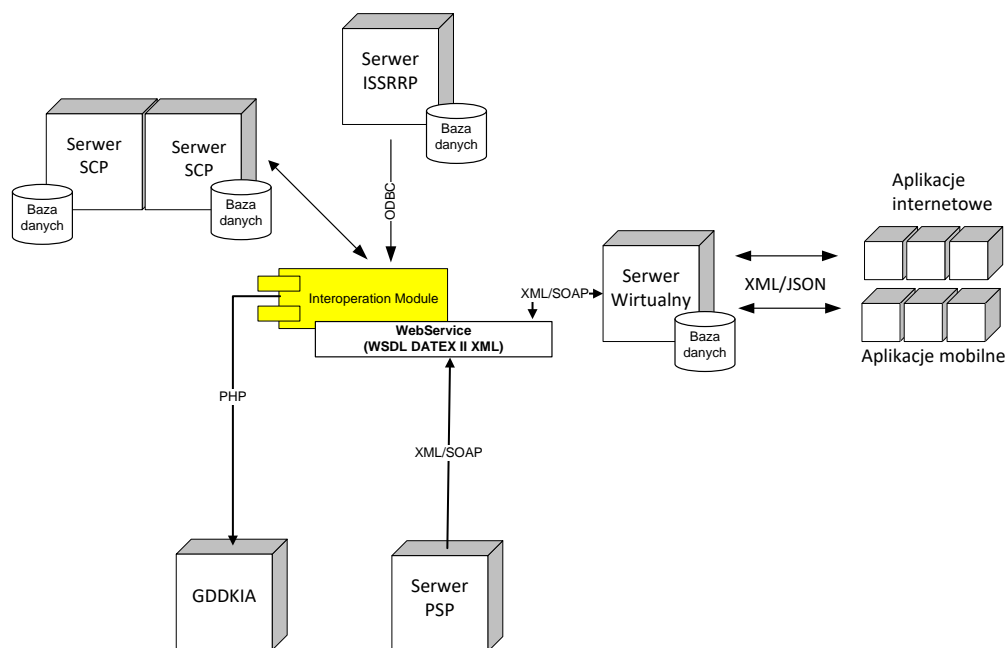 Serwer
ISSRRP
Baza
danych
Serwer
SCP
Serwer
SCP
Baza
danych
Baza
danych
ODBC
Aplikacje
internetowe
Interoperation Module
WebService
(WSDL DATEX II XML)
XML/SOAP
Serwer
Wirtualny
Baza
danych
XML/JSON
Aplikacje mobilne
PHP
XML/SOAP
GDDKIA
Serwer
PSP